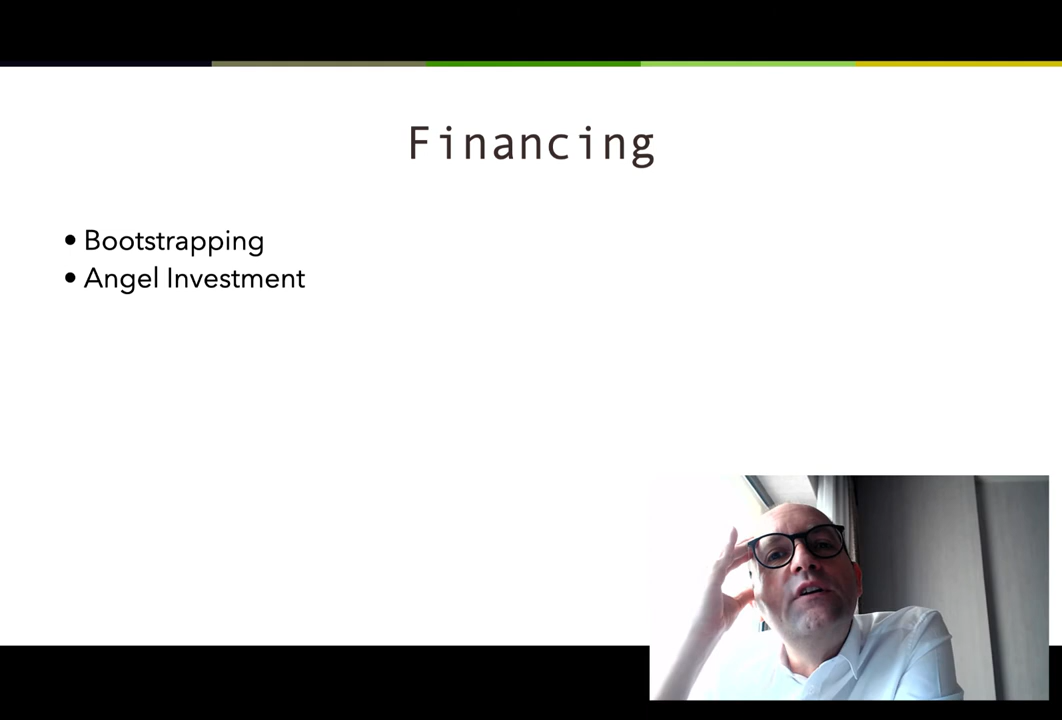 Financing
• Bootstrapping
• Angel Investment